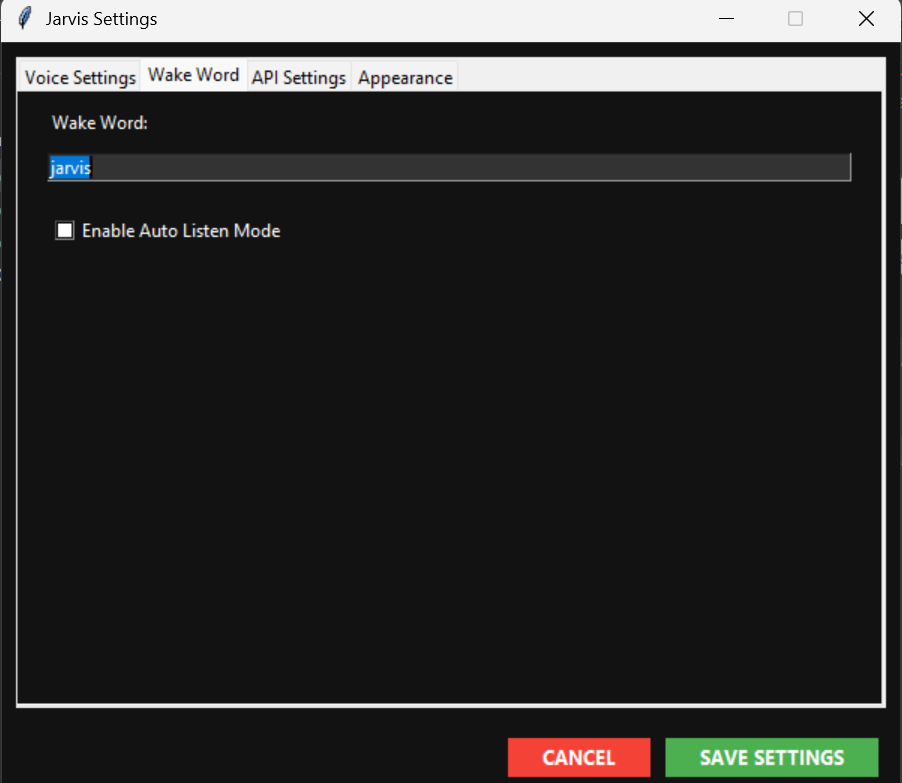 Jarvis Settings
Voice Settings Wake Word API Settings Appearance
Wake Word:
jarvis
Enable Auto Listen Mode
CANCEL SAVE SETTINGS